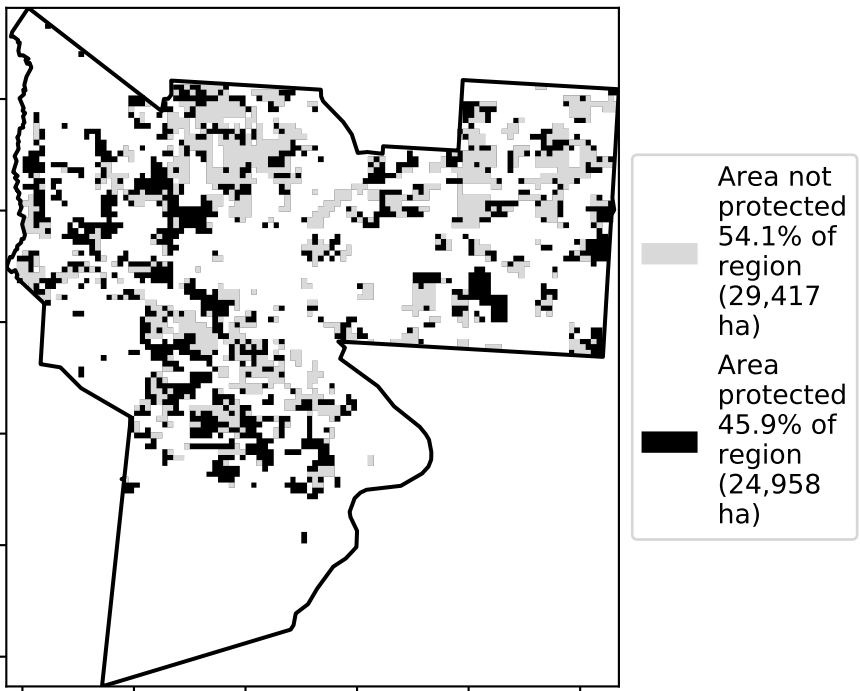 Area not
protected
54.1% of
region
(29,417
ha)
Area
protected
45.9% of
region
(24,958
ha)